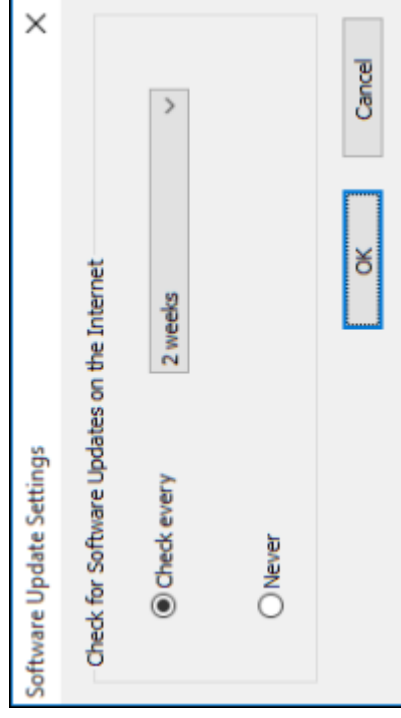 Software Update Settings
Check for Software Updates on the Internet
Check every 2 weeks
Never
OK Cancel